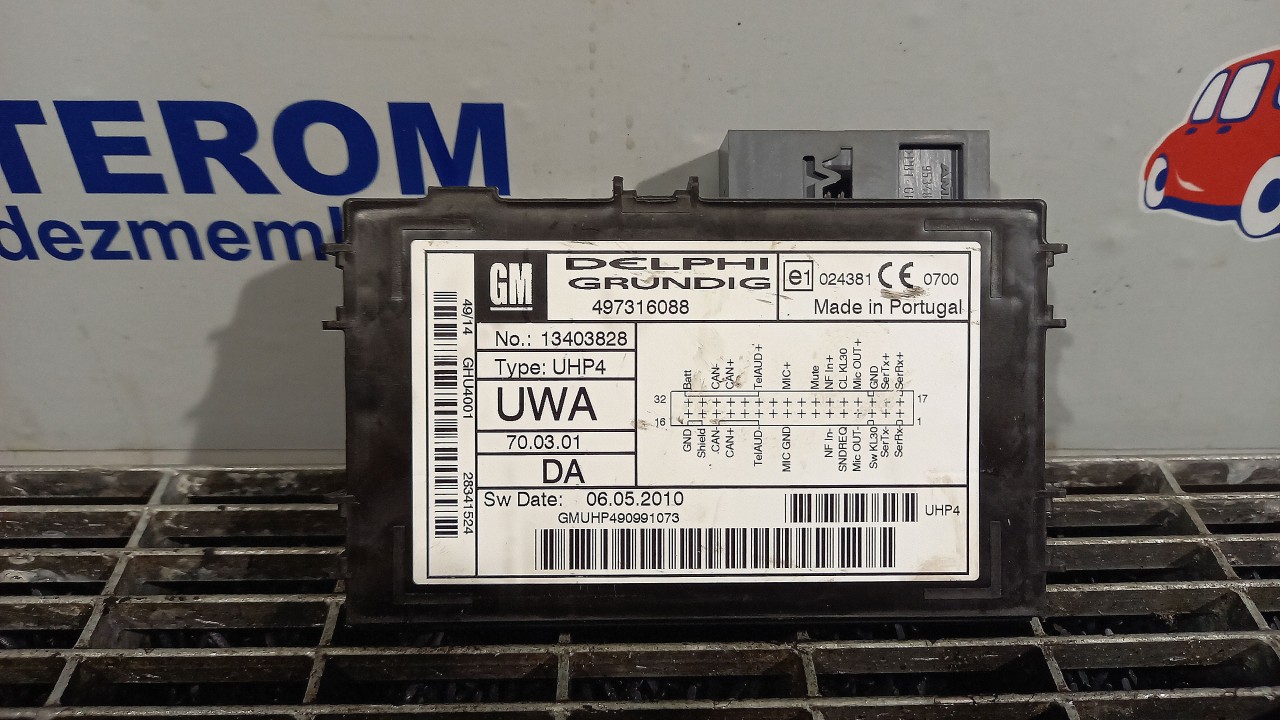 TEROM
dezmemb
GM
DELPHI
GRUNDIG
497316088
e1 024381 CE 0700
Made in Portugal
No.: 13403828
Type: UHP4
UWA
70.03.01
DA
49/14 GHU4001 28341524
Batt CAN- CAN+ TelAUD+ MIC+ Mute NF In+ CL KL30 Mic OUT+ GND SerTx+ SerRx+
32 17
16 1
GND Shield CAN- CAN+ TelAUD- MIC GND NF In- SNDREQ Mic OUT- Sw KL30 SerTx- SerRx-
Sw Date: 06.05.2010
GMUHP490991073
UHP4